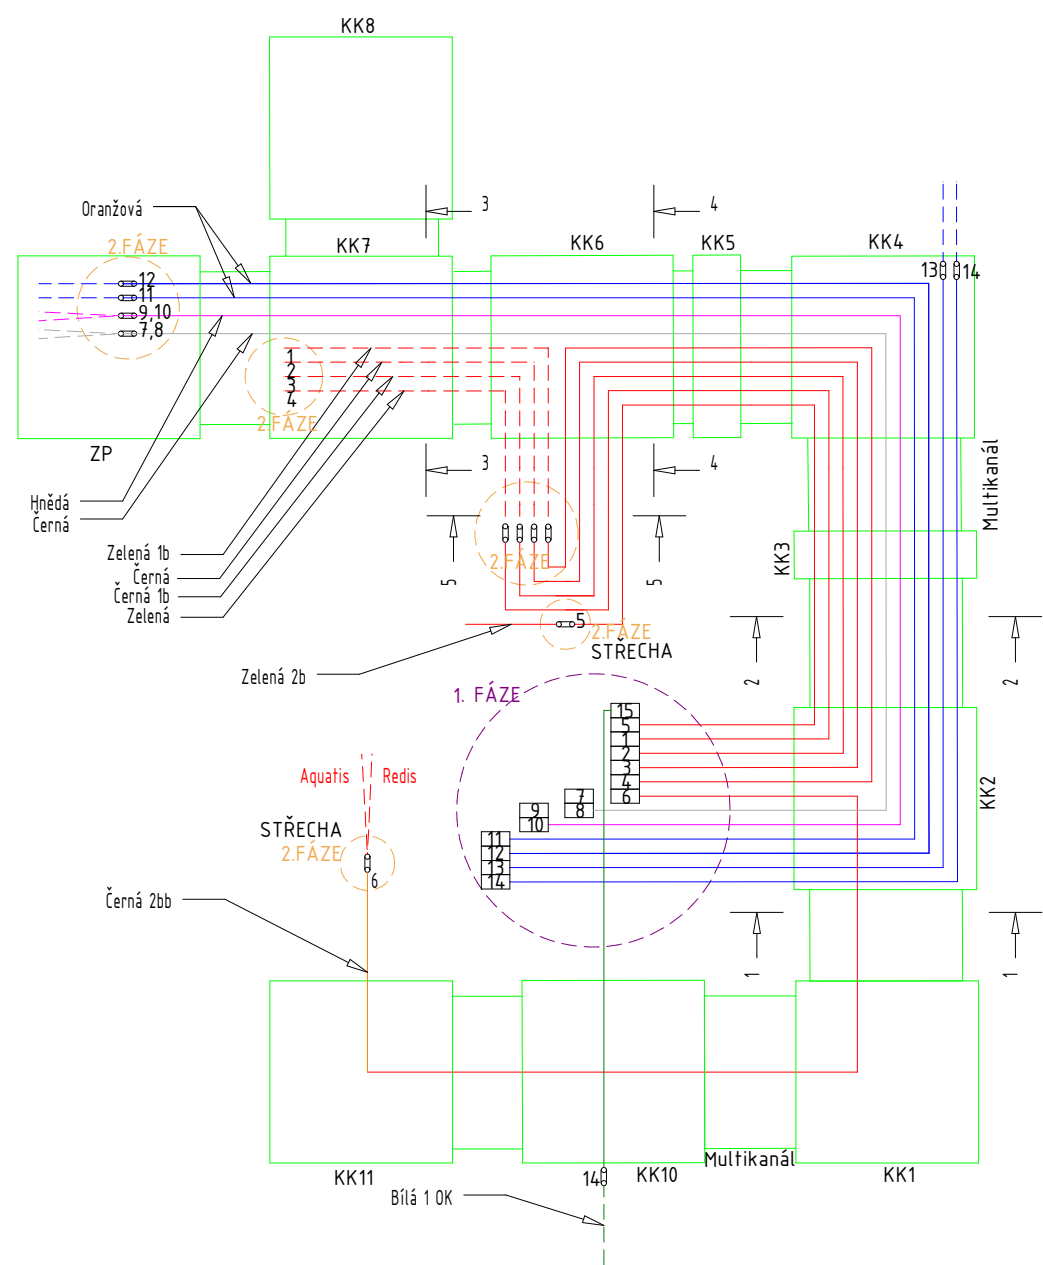 KK8
3
4
Oranžová
2.FÁZE
KK7
KK6
KK5
KK4
12
11
9,10
7,8
13
14
1
2
3
4
2.FÁZE
ZP
3
4
Multikanál
Hnědá
Černá
Zelená 1b
Černá
Černá 1b
Zelená
5
5
2.FÁZE
KK3
5
2.FÁZE
STŘECHA
Zelená 2b
2
2
1. FÁZE
15
5
1
2
3
4
6
7
8
9
10
11
12
13
14
KK2
Aquatis
Redis
STŘECHA
2.FÁZE
6
Černá 2bb
1
1
Multikanál
KK11
14
KK10
KK1
Bílá 1 OK